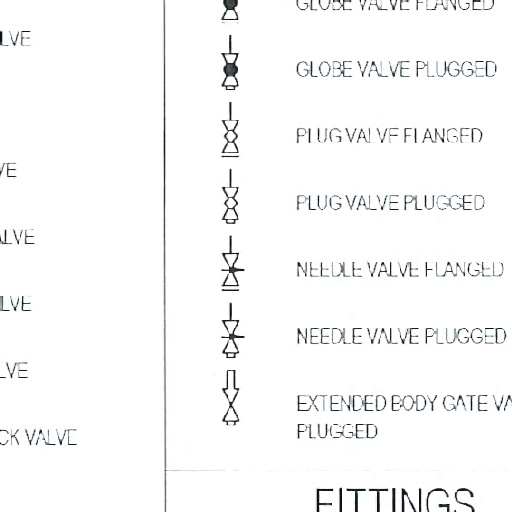 LVE
VE
ALVE
LVE
LVE
CK VALVE
GLOBE VALVE FLANGED
GLOBE VALVE PLUGGED
PLUG VALVE FLANGED
PLUG VALVE PLUGGED
NEEDLE VALVE FLANGED
NEEDLE VALVE PLUGGED
EXTENDED BODY GATE VA
PLUGGED
FITTINGS